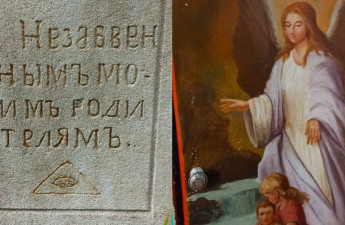 Незабвен
нымъ мо-
имъ роди
телямъ..